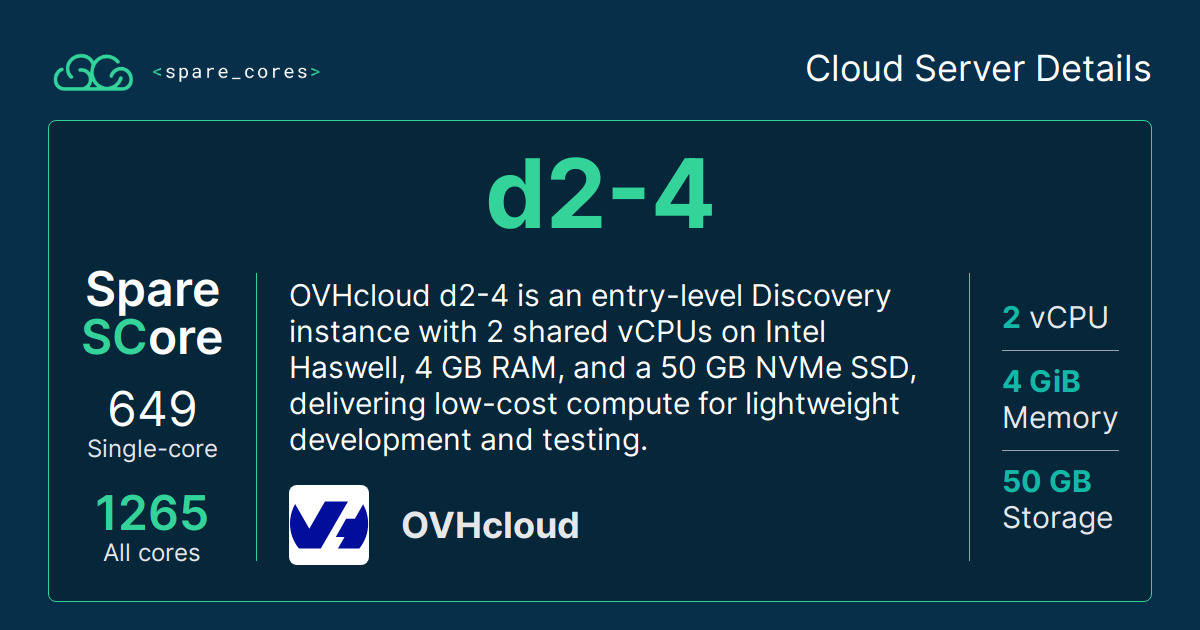 <spare_cores>
Cloud Server Details
d2-4
Spare
SCore
649
Single-core
1265
All cores
OVHcloud d2-4 is an entry-level Discovery
instance with 2 shared vCPUs on Intel
Haswell, 4 GB RAM, and a 50 GB NVMe SSD,
delivering low-cost compute for lightweight
development and testing.
OVHcloud
2 vCPU
4 GiB
Memory
50 GB
Storage